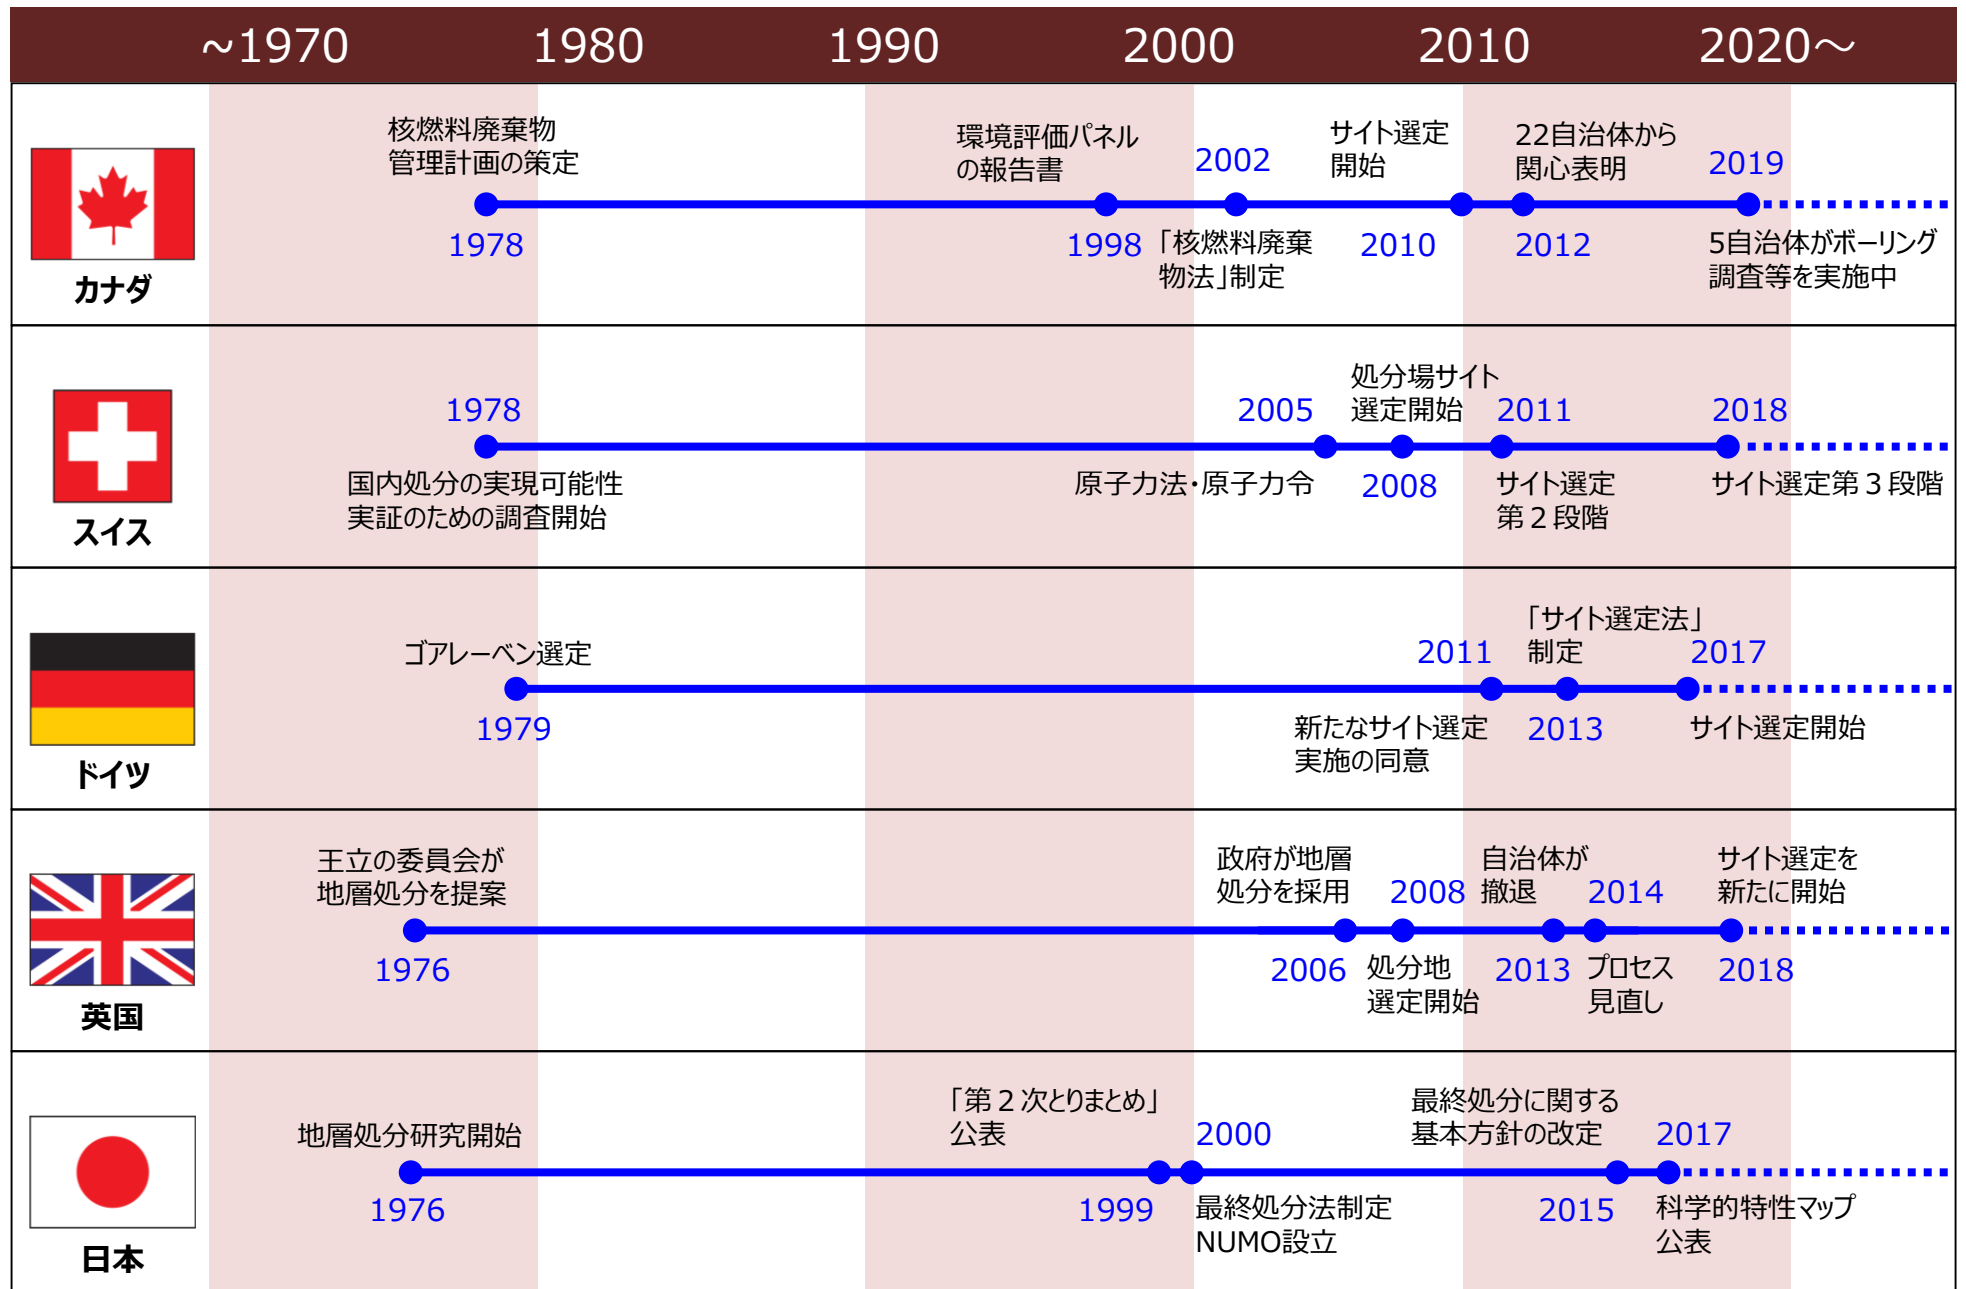 ~1970 1980 1990 2000 2010 2020～
核燃料廃棄物
管理計画の策定
1978
環境評価パネル
の報告書
1998
2002
「核燃料廃棄
物法」制定
サイト選定
開始
2010
22自治体から
関心表明
2012
2019
5自治体がボーリング
調査等を実施中
カナダ
1978
国内処分の実現可能性
実証のための調査開始
2005
原子力法・原子力令
処分場サイト
選定開始
2008
2011
サイト選定
第２段階
2018
サイト選定第３段階
スイス
ゴアレーベン選定
1979
2011
新たなサイト選定
実施の同意
「サイト選定法」
制定
2013
2017
サイト選定開始
ドイツ
王立の委員会が
地層処分を提案
1976
政府が地層
処分を採用
2006
2008
処分地
選定開始
自治体が
撤退
2013
2014
プロセス
見直し
サイト選定を
新たに開始
2018
英国
地層処分研究開始
1976
「第２次とりまとめ」
公表
1999
2000
最終処分法制定
NUMO設立
最終処分に関する
基本方針の改定
2015
2017
科学的特性マップ
公表
日本